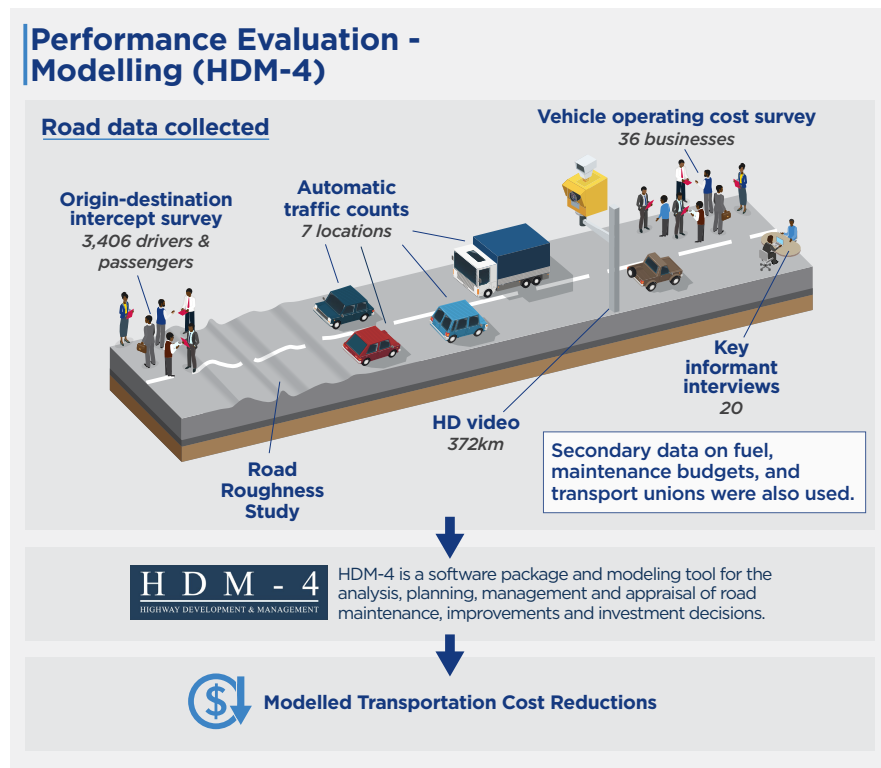 Performance Evaluation -
Modelling (HDM-4)
Road data collected
Vehicle operating cost survey
36 businesses
Origin-destination
intercept survey
3,406 drivers &
passengers
Automatic
traffic counts
7 locations
Key
informant
interviews
20
HD video
372km
Road
Roughness
Study
Secondary data on fuel,
maintenance budgets, and
transport unions were also used.
HDM-4
HIGHWAY DEVELOPMENT & MANAGEMENT
HDM-4 is a software package and modeling tool for the
analysis, planning, management and appraisal of road
maintenance, improvements and investment decisions.
$
Modelled Transportation Cost Reductions